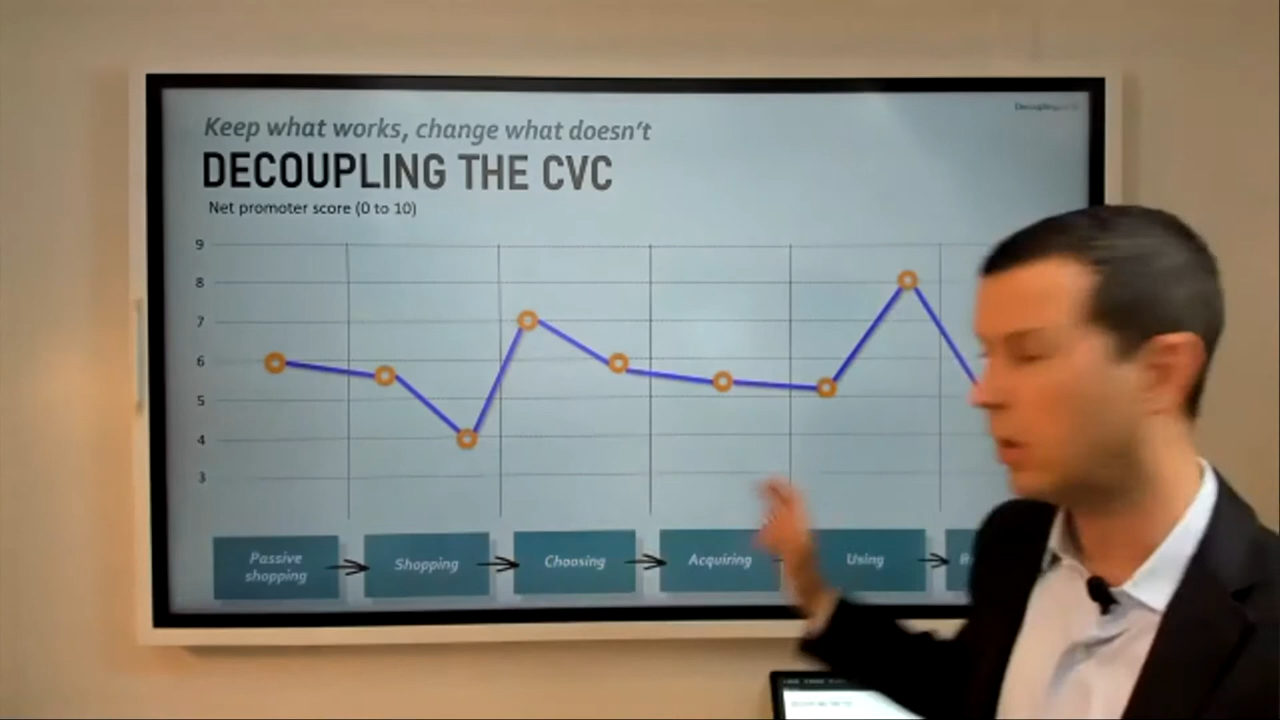 Keep what works, change what doesn't
DECOUPLING THE CVC
Net promoter score (0 to 10)
9
8
7
6
5
4
3
Passive
shopping
Shopping
Choosing
Acquiring
Using